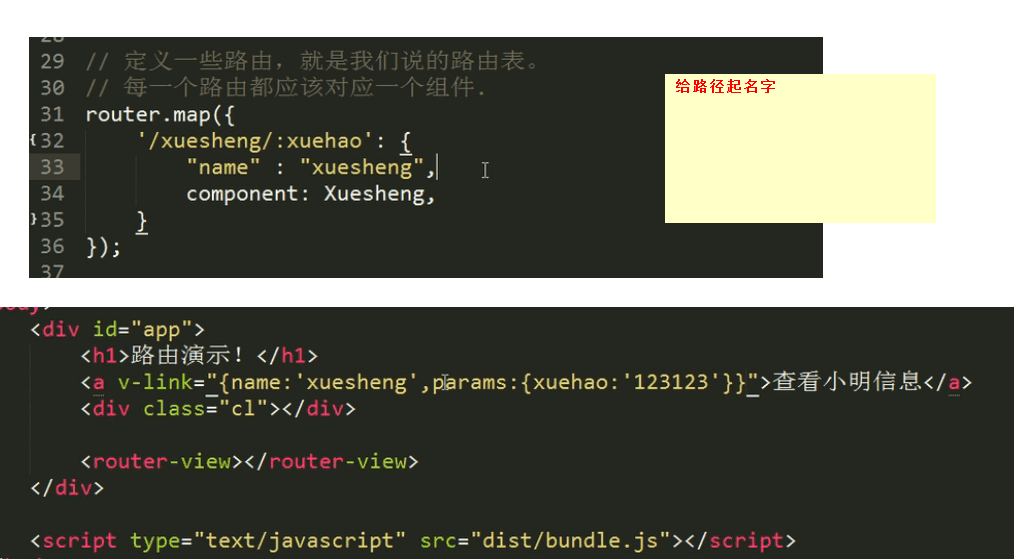 29 // 定义一些路由，就是我们说的路由表。
30 // 每一个路由都应该对应一个组件.
31 router.map({
32 '/xuesheng/:xuehao': {
33 "name" : "xuesheng",
34 component: Xuesheng,
35 }
36 });
37
给路径起名字
<div id="app">
<h1>路由演示！</h1>
<a v-link="{name:'xuesheng',params:{xuehao:'123123'}}">查看小明信息</a>
<div class="cl"></div>
<router-view></router-view>
</div>
<script type="text/javascript" src="dist/bundle.js"></script>